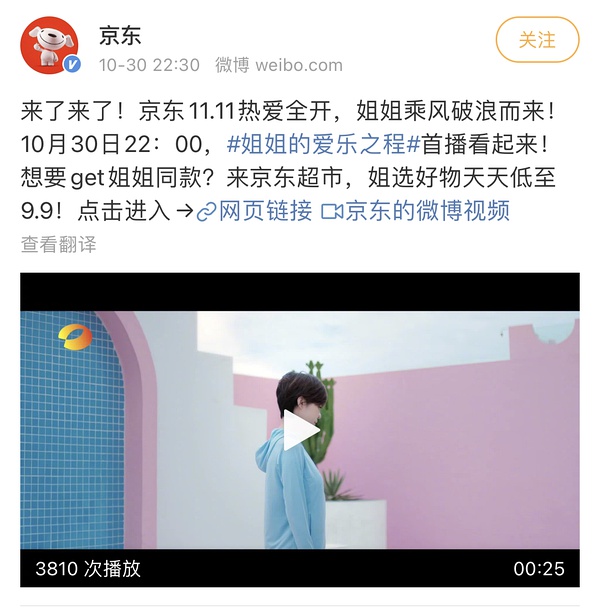 京东
关注
10-30 22:30 微博 weibo.com
来了来了！京东11.11热爱全开，姐姐乘风破浪而来！
10月30日22：00，#姐姐的爱乐之程#首播看起来！
想要get姐姐同款？来京东超市，姐选好物天天低至
9.9！点击进入→网页链接 京东的微博视频
查看翻译
3810 次播放
00:25